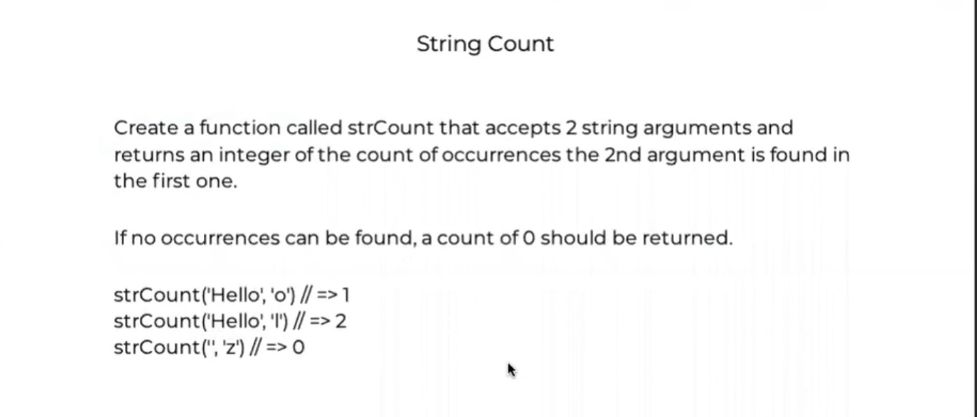 String Count
Create a function called strCount that accepts 2 string arguments and
returns an integer of the count of occurrences the 2nd argument is found in
the first one.
If no occurrences can be found, a count of 0 should be returned.
strCount('Hello', 'o') // => 1
strCount('Hello', 'l') // => 2
strCount('', 'z') // => 0